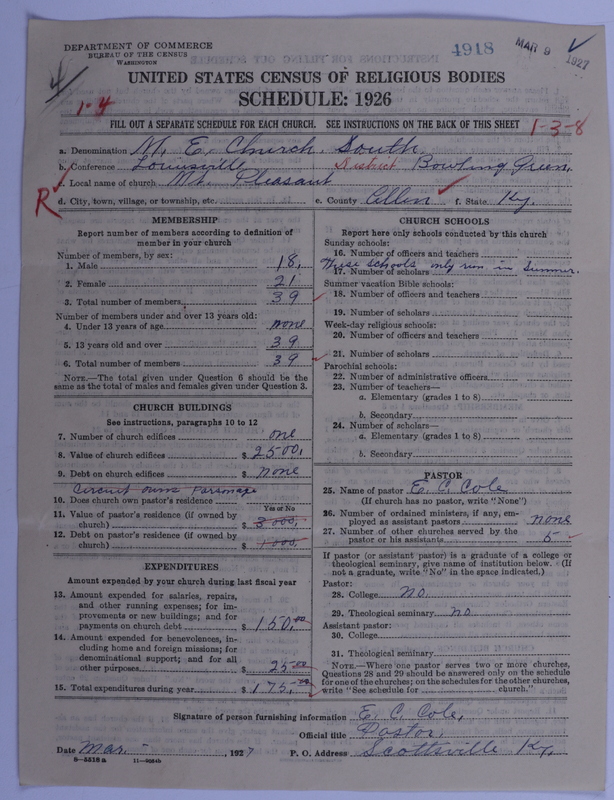 DEPARTMENT OF COMMERCE
BUREAU OF THE CENSUS
WASHINGTON
4918
MAR 9 1927
UNITED STATES CENSUS OF RELIGIOUS BODIES
SCHEDULE: 1926
1-4
FILL OUT A SEPARATE SCHEDULE FOR EACH CHURCH. SEE INSTRUCTIONS ON THE BACK OF THIS SHEET
1-3-8
a. Denomination M. E. Church South.
b. Conference Louisville District Bowling Green,
c. Local name of church Mt. Pleasant
R
d. City, town, village, or township, etc. e. County Allen f. State Ky.
MEMBERSHIP
Report number of members according to definition of member in your church
Number of members, by sex:
1. Male 18,
2. Female 21
3. Total number of members 39
Number of members under and over 13 years old:
4. Under 13 years of age none
5. 13 years old and over 39
6. Total number of members 39
NOTE.—The total given under Question 6 should be the
same as the total of males and females given under Question 3.
CHURCH BUILDINGS
See instructions, paragraphs 10 to 12
7. Number of church edifices one
8. Value of church edifices $ 2500,
9. Debt on church edifices $ none
Circuit owns Parsonage
10. Does church own pastor's residence
Yes or No
11. Value of pastor's residence (if owned by
church) $ 3000,
12. Debt on pastor's residence (if owned by
church) $ 1000
EXPENDITURES
Amount expended by your church during last fiscal year
13. Amount expended for salaries, repairs,
and other running expenses; for im-
provements or new buildings; and for
payments on church debt $ 150.00
14. Amount expended for benevolences, in-
cluding home and foreign missions; for
denominational support; and for all
other purposes $ 25.00
15. Total expenditures during year $ 175.00
CHURCH SCHOOLS
Report here only schools conducted by this church
Sunday schools:
16. Number of officers and teachers
These schools only run in Summer.
17. Number of scholars
Summer vacation Bible schools:
18. Number of officers and teachers
19. Number of scholars
Week-day religious schools:
20. Number of officers and teachers
21. Number of scholars
Parochial schools:
22. Number of administrative officers
23. Number of teachers—
a. Elementary (grades 1 to 8)
b. Secondary
24. Number of scholars—
a. Elementary (grades 1 to 8)
b. Secondary
PASTOR
25. Name of pastor E. C. Cole
(If church has no pastor, write "None")
26. Number of ordained ministers, if any, em-
ployed as assistant pastors none
27. Number of other churches served by the
pastor or his assistants 5
If pastor (or assistant pastor) is a graduate of a college or
theological seminary, give name of institution below. (If
not a graduate, write "No" in the space indicated.)
Pastor:
28. College no.
29. Theological seminary no
Assistant pastor:
30. College
31. Theological seminary
NOTE.—Where one pastor serves two or more churches,
Questions 28 and 29 should be answered only on the schedule
for one of the churches; on the schedules for the other churches,
write "See schedule for church."
Signature of person furnishing information E. C. Cole,
Official title Pastor,
Date Mar. - , 1927 P. O. Address Scottsville Ky.
8—5518 a